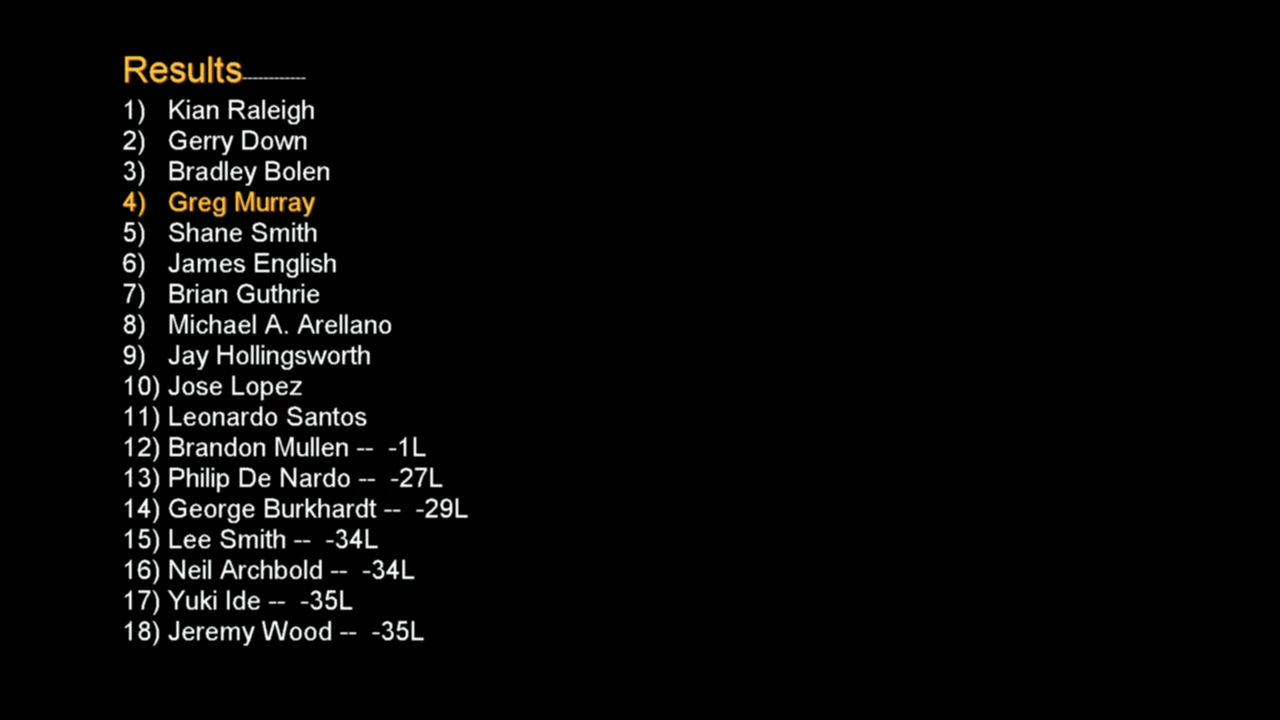 Results------------
1) Kian Raleigh
2) Gerry Down
3) Bradley Bolen
4) Greg Murray
5) Shane Smith
6) James English
7) Brian Guthrie
8) Michael A. Arellano
9) Jay Hollingsworth
10) Jose Lopez
11) Leonardo Santos
12) Brandon Mullen -- -1L
13) Philip De Nardo -- -27L
14) George Burkhardt -- -29L
15) Lee Smith -- -34L
16) Neil Archbold -- -34L
17) Yuki Ide -- -35L
18) Jeremy Wood -- -35L